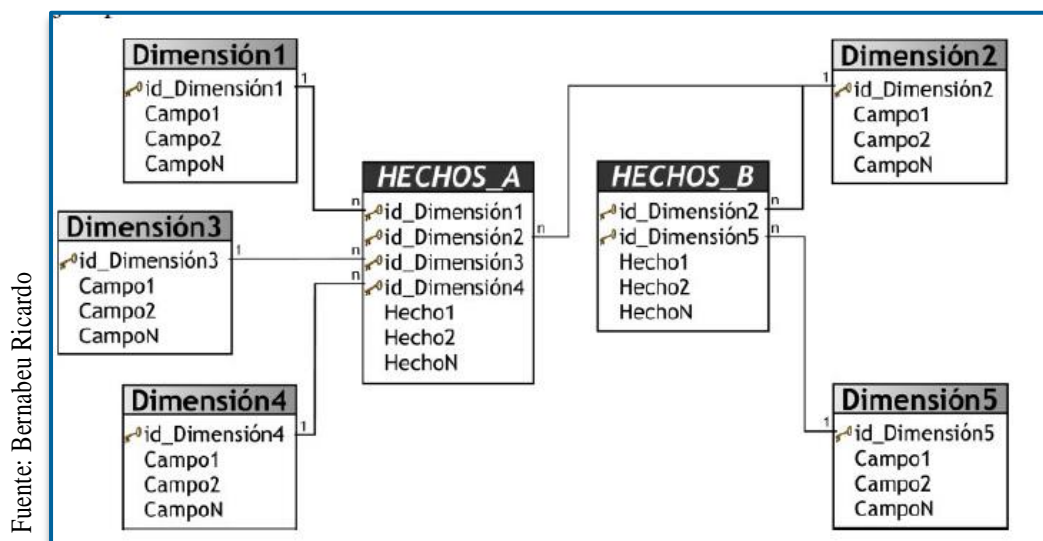 Dimensión1
1
id_Dimensión1
Campo1
Campo2
CampoN
Dimensión3
1
id_Dimensión3
Campo1
Campo2
CampoN
Dimensión4
1
id_Dimensión4
Campo1
Campo2
CampoN
HECHOS_A
n
id_Dimensión1
n
id_Dimensión2
n
id_Dimensión3
n
id_Dimensión4
Hecho1
Hecho2
HechoN
HECHOS_B
n
id_Dimensión2
n
id_Dimensión5
Hecho1
Hecho2
HechoN
Dimensión2
1
id_Dimensión2
Campo1
Campo2
CampoN
Dimensión5
1
id_Dimensión5
Campo1
Campo2
CampoN
Fuente: Bernabeu Ricardo